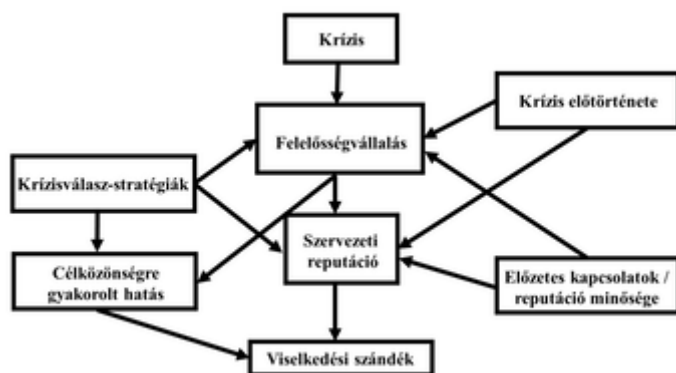 Krízis
Krízis előtörténete
Felelősségvállalás
Krízisválasz-stratégiák
Szervezeti
reputáció
Célközönségre
gyakorolt hatás
Előzetes kapcsolatok /
reputáció minősége
Viselkedési szándék